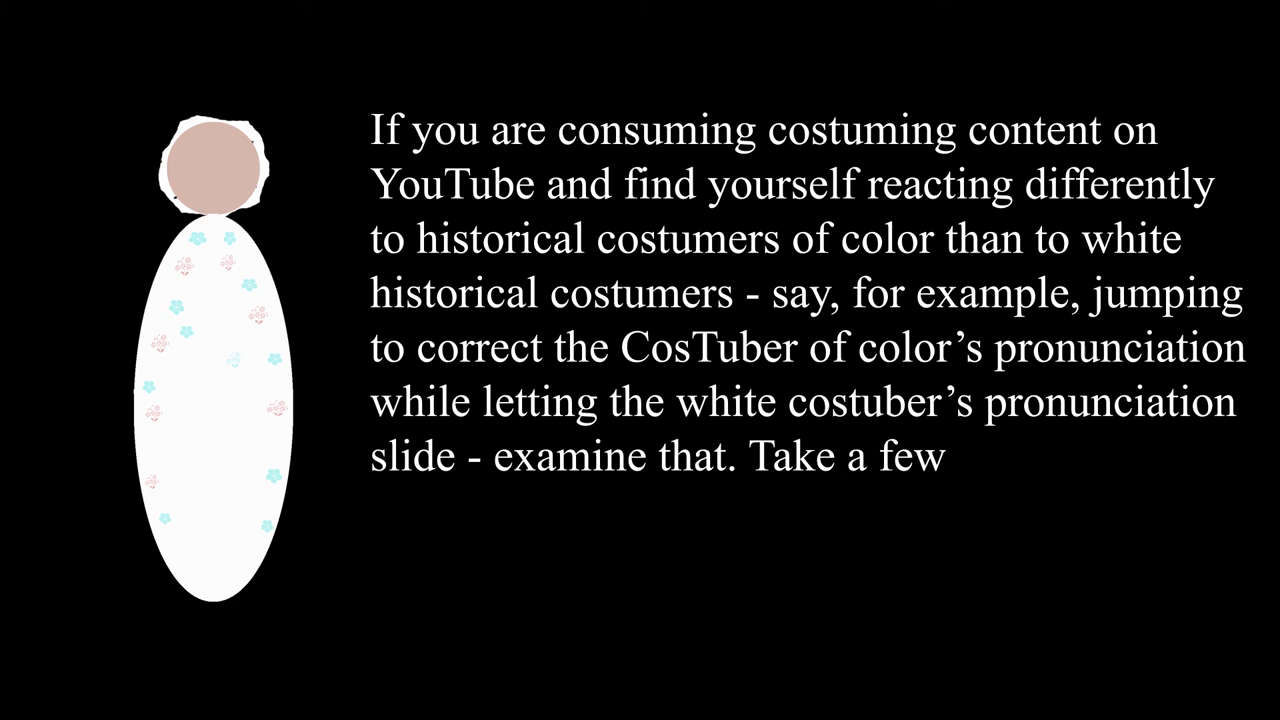 If you are consuming costuming content on
YouTube and find yourself reacting differently
to historical costumers of color than to white
historical costumers - say, for example, jumping
to correct the CosTuber of color’s pronunciation
while letting the white costuber’s pronunciation
slide - examine that. Take a few